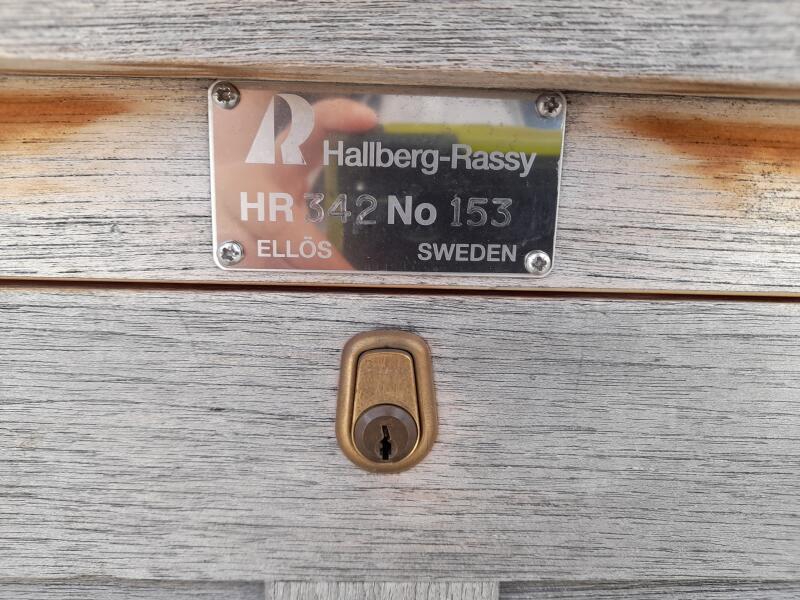 Hallberg-Rassy
HR 342 No 153
ELLÖS SWEDEN